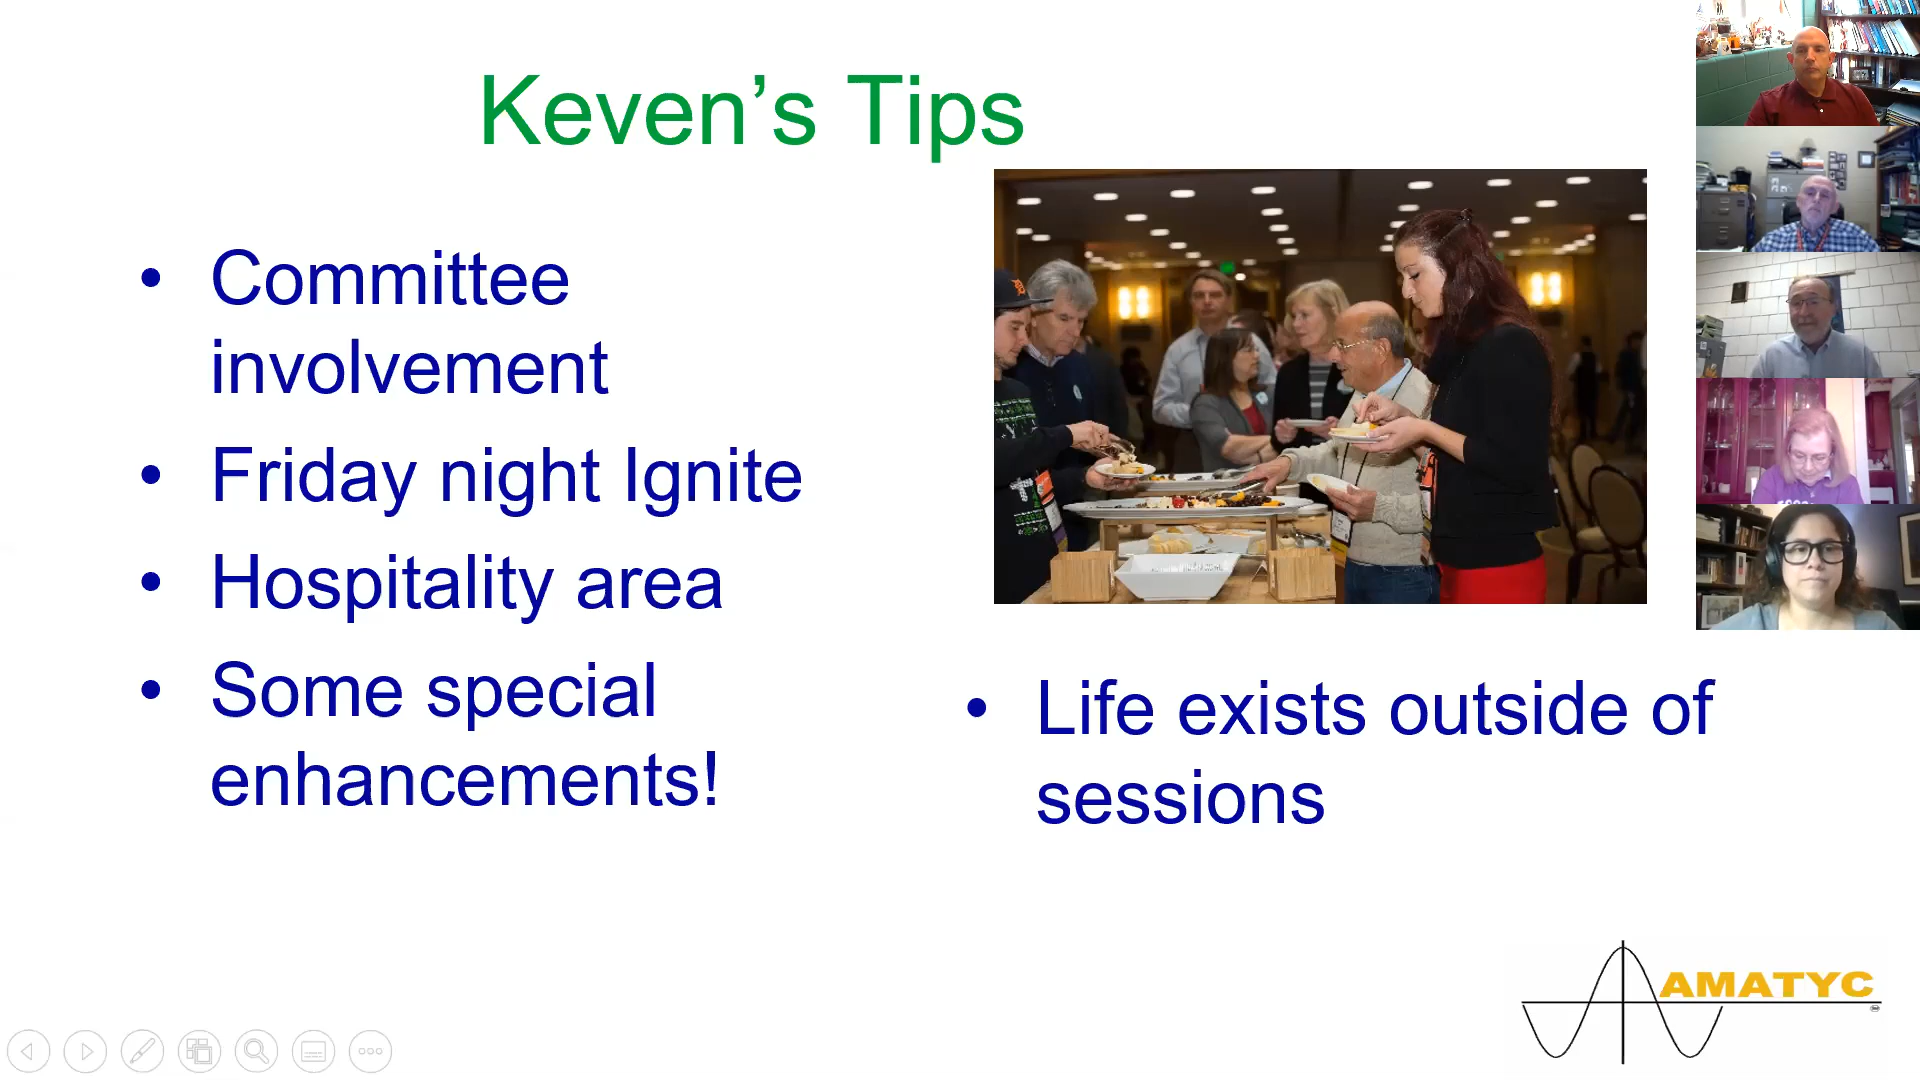 Keven’s Tips
• Committee
involvement
• Friday night Ignite
• Hospitality area
• Some special
enhancements!
• Life exists outside of
sessions
AMATYC